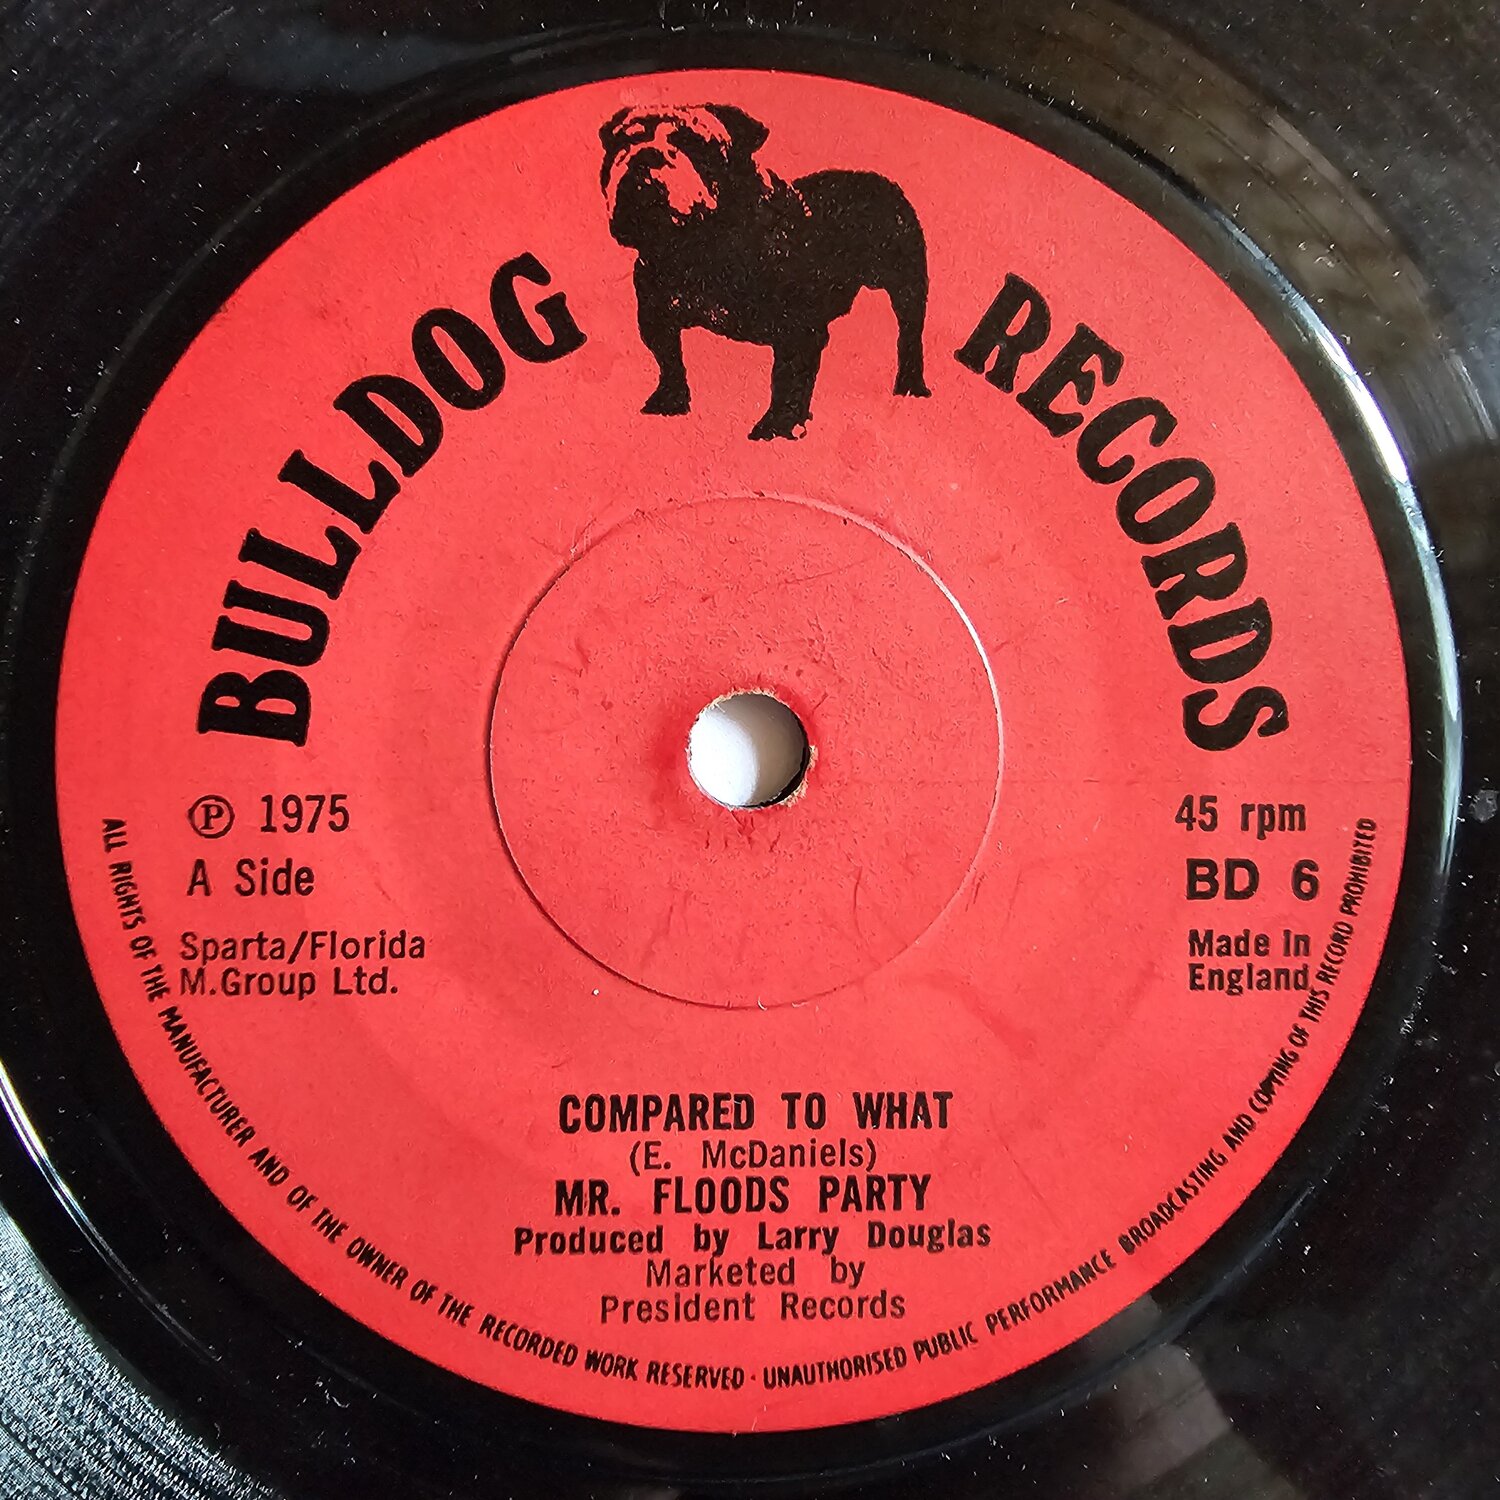 BULLDOG RECORDS
℗ 1975
A Side
Sparta/Florida
M.Group Ltd.
45 rpm
BD 6
Made in
England
COMPARED TO WHAT
(E. McDaniels)
MR. FLOODS PARTY
Produced by Larry Douglas
Marketed by
President Records
ALL RIGHTS OF THE MANUFACTURER AND OF THE OWNER OF THE RECORDED WORK RESERVED · UNAUTHORISED PUBLIC PERFORMANCE BROADCASTING AND COPYING OF THIS RECORD PROHIBITED